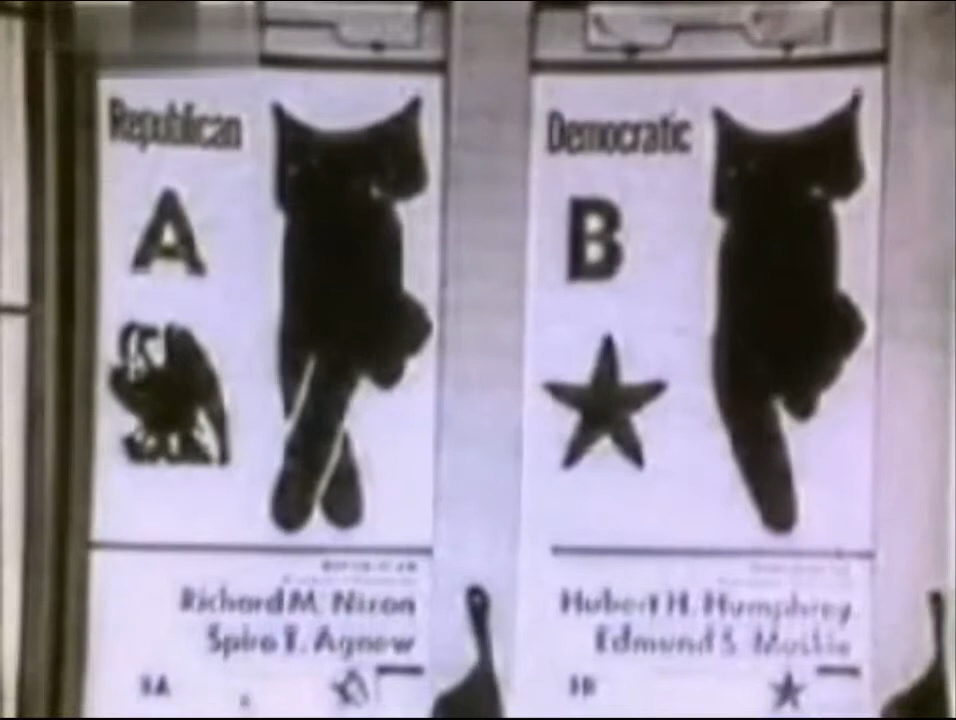 Republican
A
Richard M. Nixon
Spiro T. Agnew
Democratic
B
Hubert H. Humphrey
Edmund S. Muskie